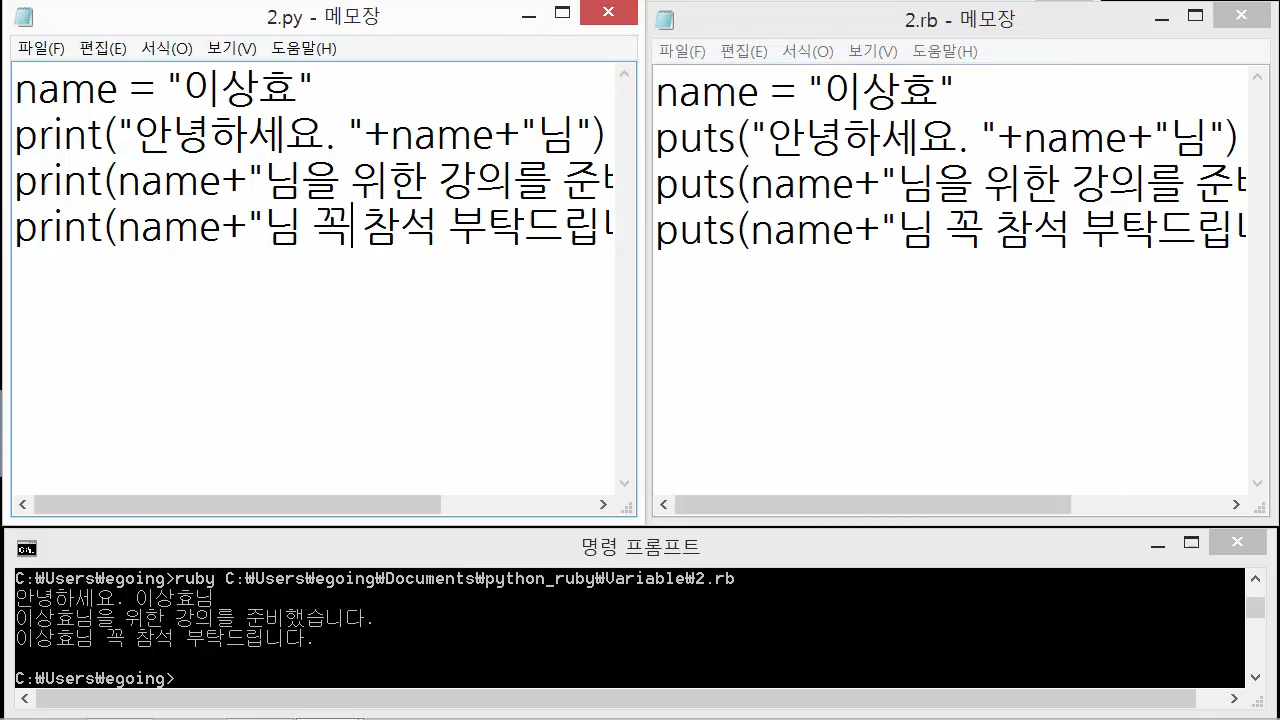 2.py - 메모장
파일(F) 편집(E) 서식(O) 보기(V) 도움말(H)
name = "이상효"
print("안녕하세요. "+name+"님")
print(name+"님을 위한 강의를 준
print(name+"님 꼭 참석 부탁드
2.rb - 메모장
파일(F) 편집(E) 서식(O) 보기(V) 도움말(H)
name = "이상효"
puts("안녕하세요. "+name+"님")
puts(name+"님을 위한 강의를 준
puts(name+"님 꼭 참석 부탁드립
명령 프롬프트
C:₩Users₩egoing>ruby C:₩Users₩egoing₩Documents₩python_ruby₩Variable₩2.rb
안녕하세요. 이상효님
이상효님을 위한 강의를 준비했습니다.
이상효님 꼭 참석 부탁드립니다.
C:₩Users₩egoing>